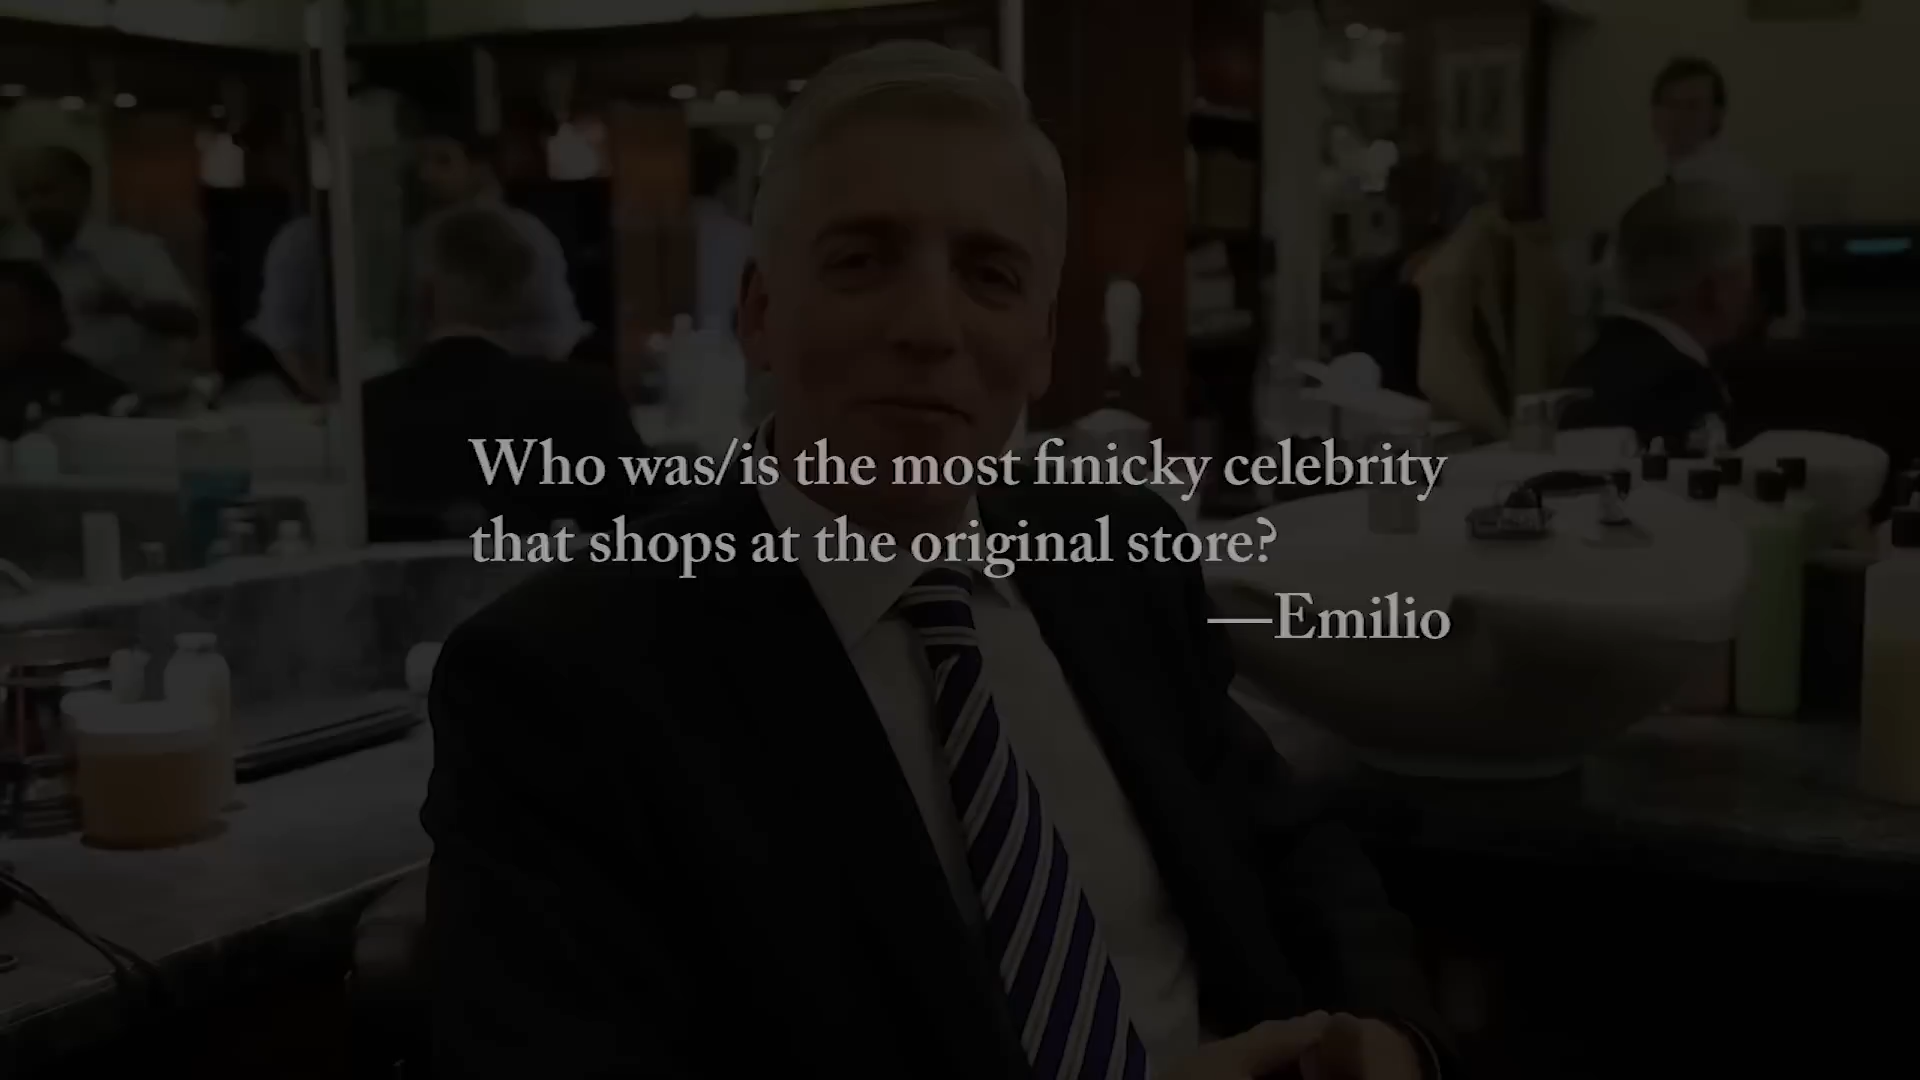 Who was/is the most finicky celebrity
that shops at the original store?
—Emilio